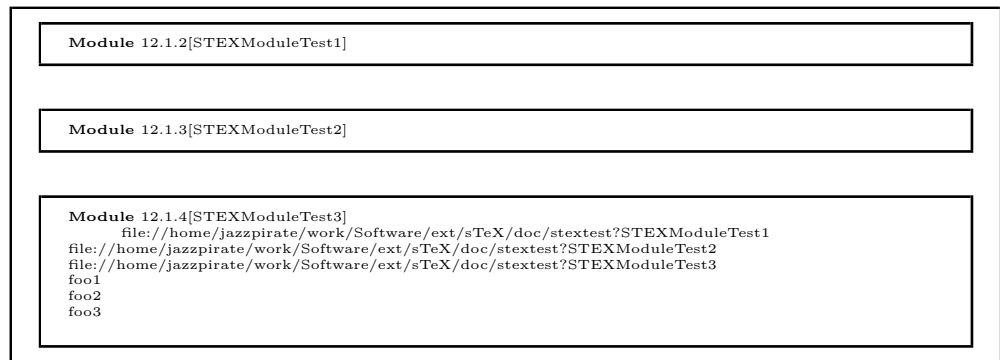 Module 12.1.2[STEXModuleTest1]
Module 12.1.3[STEXModuleTest2]
Module 12.1.4[STEXModuleTest3]
file://home/jazzpirate/work/Software/ext/sTeX/doc/stextest?STEXModuleTest1
file://home/jazzpirate/work/Software/ext/sTeX/doc/stextest?STEXModuleTest2
file://home/jazzpirate/work/Software/ext/sTeX/doc/stextest?STEXModuleTest3
foo1
foo2
foo3